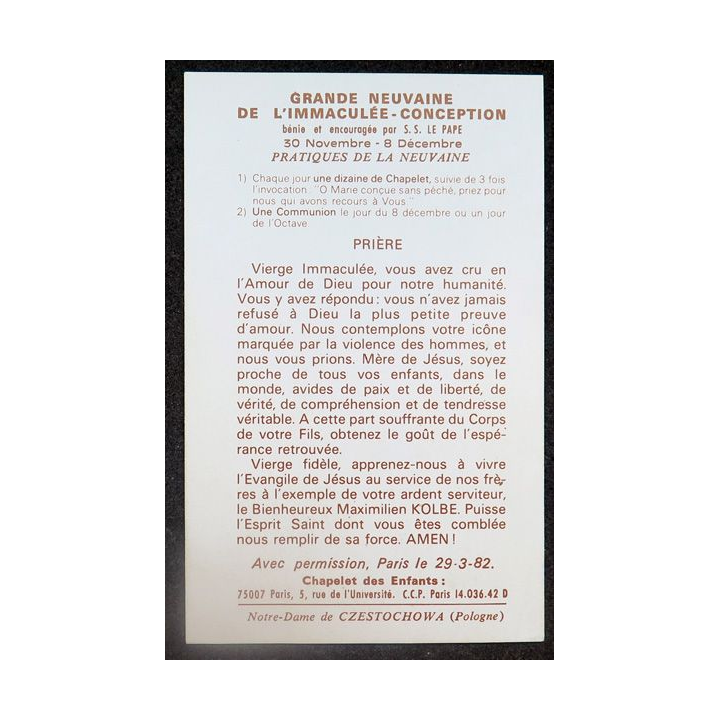 GRANDE NEUVAINE
DE L'IMMACULÉE-CONCEPTION
bénie et encouragée par S.S. LE PAPE
30 Novembre - 8 Décembre
PRATIQUES DE LA NEUVAINE
1) Chaque jour une dizaine de Chapelet, suivie de 3 fois
l'invocation: "O Marie conçue sans péché, priez pour
nous qui avons recours à Vous"
2) Une Communion le jour du 8 décembre ou un jour
de l'Octave
PRIÈRE
Vierge Immaculée, vous avez cru en
l'Amour de Dieu pour notre humanité.
Vous y avez répondu: vous n'avez jamais
refusé à Dieu la plus petite preuve
d'amour. Nous contemplons votre icône
marquée par la violence des hommes, et
nous vous prions. Mère de Jésus, soyez
proche de tous vos enfants, dans le
monde, avides de paix et de liberté, de
vérité, de compréhension et de tendresse
véritable. A cette part souffrante du Corps
de votre Fils, obtenez le goût de l'espé-
rance retrouvée.
Vierge fidèle, apprenez-nous à vivre
l'Evangile de Jésus au service de nos frè-
res à l'exemple de votre ardent serviteur,
le Bienheureux Maximilien KOLBE. Puisse
l'Esprit Saint dont vous êtes comblée
nous remplir de sa force. AMEN!
Avec permission, Paris le 29-3-82.
Chapelet des Enfants:
75007 Paris, 5, rue de l'Université. C.C.P. Paris 14.036.42 D
Notre-Dame de CZESTOCHOWA (Pologne)